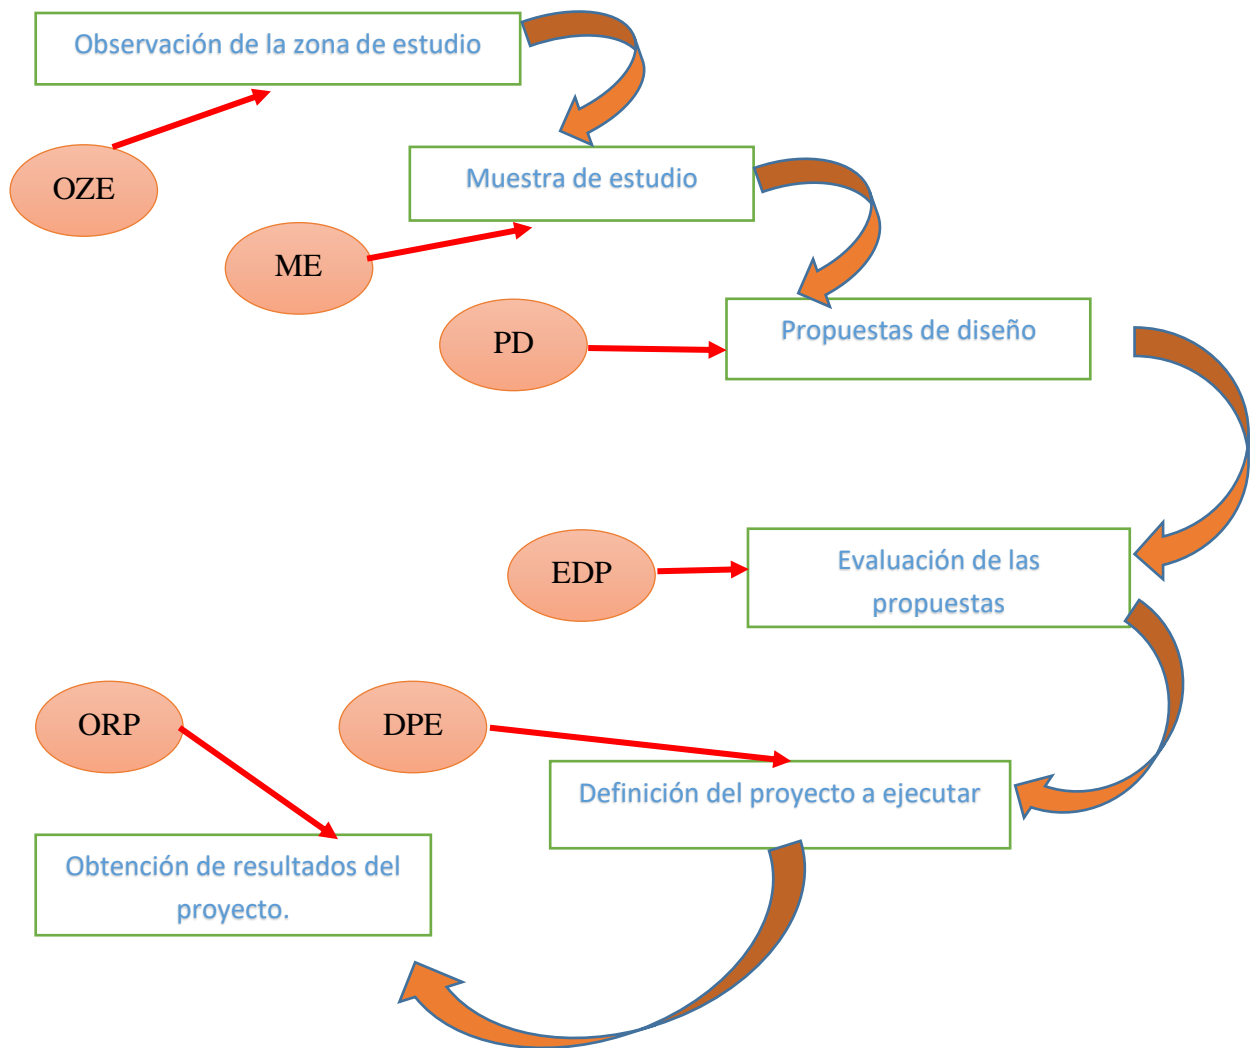 Observación de la zona de estudio
OZE
Muestra de estudio
ME
Propuestas de diseño
PD
Evaluación de las
propuestas
EDP
ORP
DPE
Definición del proyecto a ejecutar
Obtención de resultados del
proyecto.